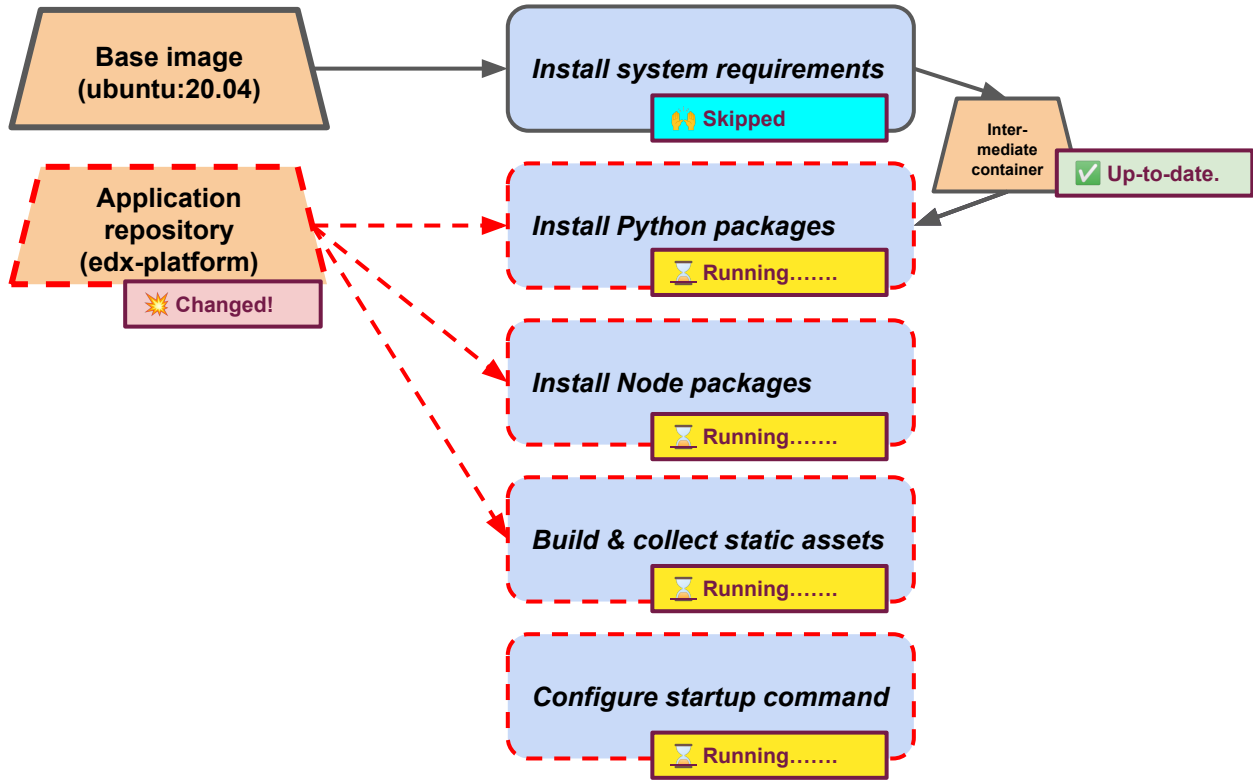 Base image
(ubuntu:20.04)
Install system requirements
🙌 Skipped
Inter-
mediate
container
✅ Up-to-date.
Application
repository
(edx-platform)
💥 Changed!
Install Python packages
⏳ Running…….
Install Node packages
⏳ Running…….
Build & collect static assets
⏳ Running…….
Configure startup command
⏳ Running…….